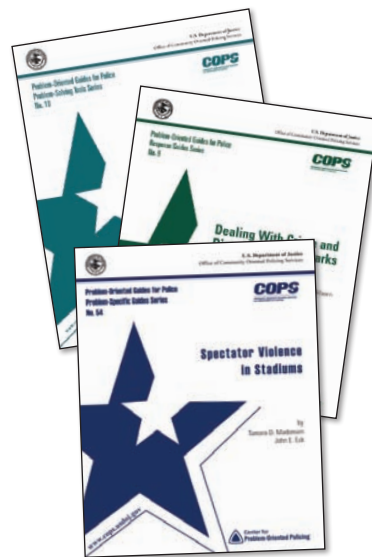 U.S. Department of Justice
Office of Community Oriented Policing Services
COPS
Problem-Oriented Guides for Police
Problem-Solving Tools Series
U.S. Department of Justice
Office of Community Oriented Policing Services
COPS
Problem-Oriented Guides for Police
Response Guides Series
Dealing With Crime and
arks
U.S. Department of Justice
Office of Community Oriented Policing Services
COPS
Problem-Oriented Guides for Police
Problem-Specific Guides Series
No. 54
Spectator Violence
in Stadiums
by
Tamara D. Madensen
John E. Eck
www.cops.usdoj.gov
Center for
Problem-Oriented Policing